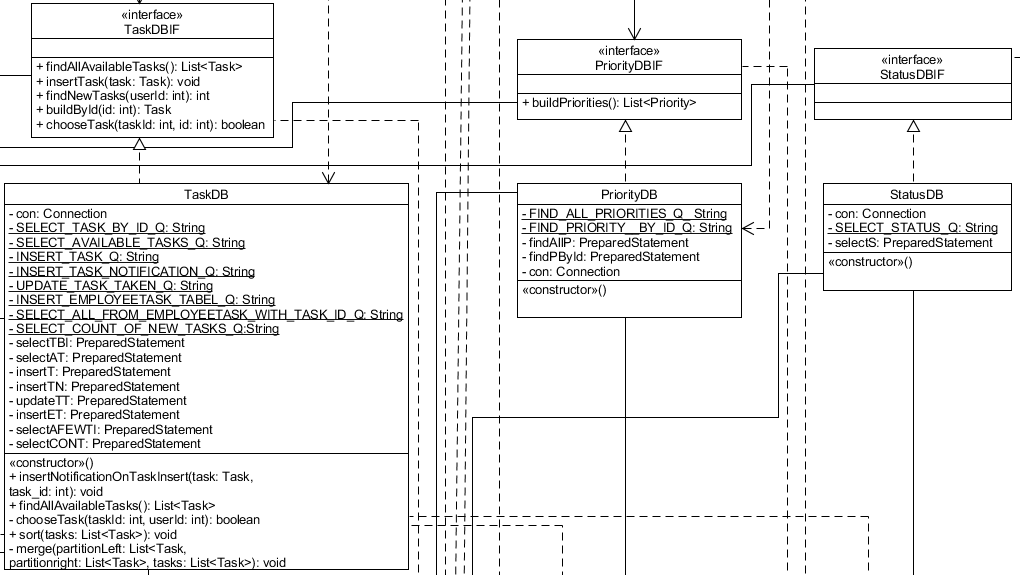 «interface»
TaskDBIF
+ findAllAvailableTasks(): List<Task>
+ insertTask(task: Task): void
+ findNewTasks(userId: int): int
+ buildById(id: int): Task
+ chooseTask(taskId: int, id: int): boolean
«interface»
PriorityDBIF
+ buildPriorities(): List<Priority>
«interface»
StatusDBIF
TaskDB
- con: Connection
- SELECT_TASK_BY_ID_Q: String
- SELECT_AVAILABLE_TASKS_Q: String
- INSERT_TASK_Q: String
- INSERT_TASK_NOTIFICATION_Q: String
- UPDATE_TASK_TAKEN_Q: String
- INSERT_EMPLOYEETASK_TABEL_Q: String
- SELECT_ALL_FROM_EMPLOYEETASK_WITH_TASK_ID_Q: String
- SELECT_COUNT_OF_NEW_TASKS_Q:String
- selectTBI: PreparedStatement
- selectAT: PreparedStatement
- insertT: PreparedStatement
- insertTN: PreparedStatement
- updateTT: PreparedStatement
- insertET: PreparedStatement
- selectAFEWTI: PreparedStatement
- selectCONT: PreparedStatement
«constructor»()
+ insertNotificationOnTaskInsert(task: Task,
task_id: int): void
+ findAllAvailableTasks(): List<Task>
- chooseTask(taskId: int, userId: int): boolean
+ sort(tasks: List<Task>): void
- merge(partitionLeft: List<Task,
partitionright: List<Task>, tasks: List<Task>): void
PriorityDB
- FIND_ALL_PRIORITIES_Q_ String
- FIND_PRIORITY__BY_ID_Q: String
- findAllP: PreparedStatement
- findPById: PreparedStatement
- con: Connection
«constructor»()
StatusDB
- con: Connection
- SELECT_STATUS_Q: String
- selectS: PreparedStatement
«constructor»()